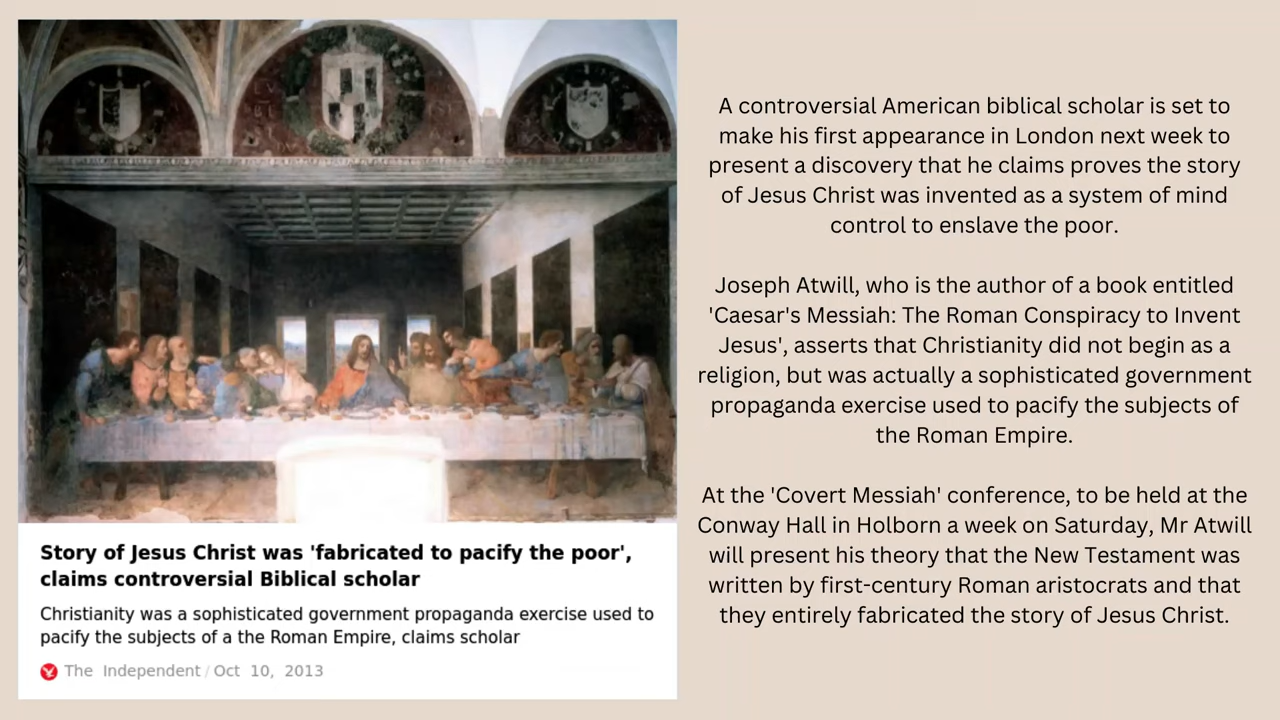 Story of Jesus Christ was 'fabricated to pacify the poor',
claims controversial Biblical scholar
Christianity was a sophisticated government propaganda exercise used to
pacify the subjects of a the Roman Empire, claims scholar
The Independent / Oct 10, 2013
A controversial American biblical scholar is set to
make his first appearance in London next week to
present a discovery that he claims proves the story
of Jesus Christ was invented as a system of mind
control to enslave the poor.
Joseph Atwill, who is the author of a book entitled
'Caesar's Messiah: The Roman Conspiracy to Invent
Jesus', asserts that Christianity did not begin as a
religion, but was actually a sophisticated government
propaganda exercise used to pacify the subjects of
the Roman Empire.
At the 'Covert Messiah' conference, to be held at the
Conway Hall in Holborn a week on Saturday, Mr Atwill
will present his theory that the New Testament was
written by first-century Roman aristocrats and that
they entirely fabricated the story of Jesus Christ.